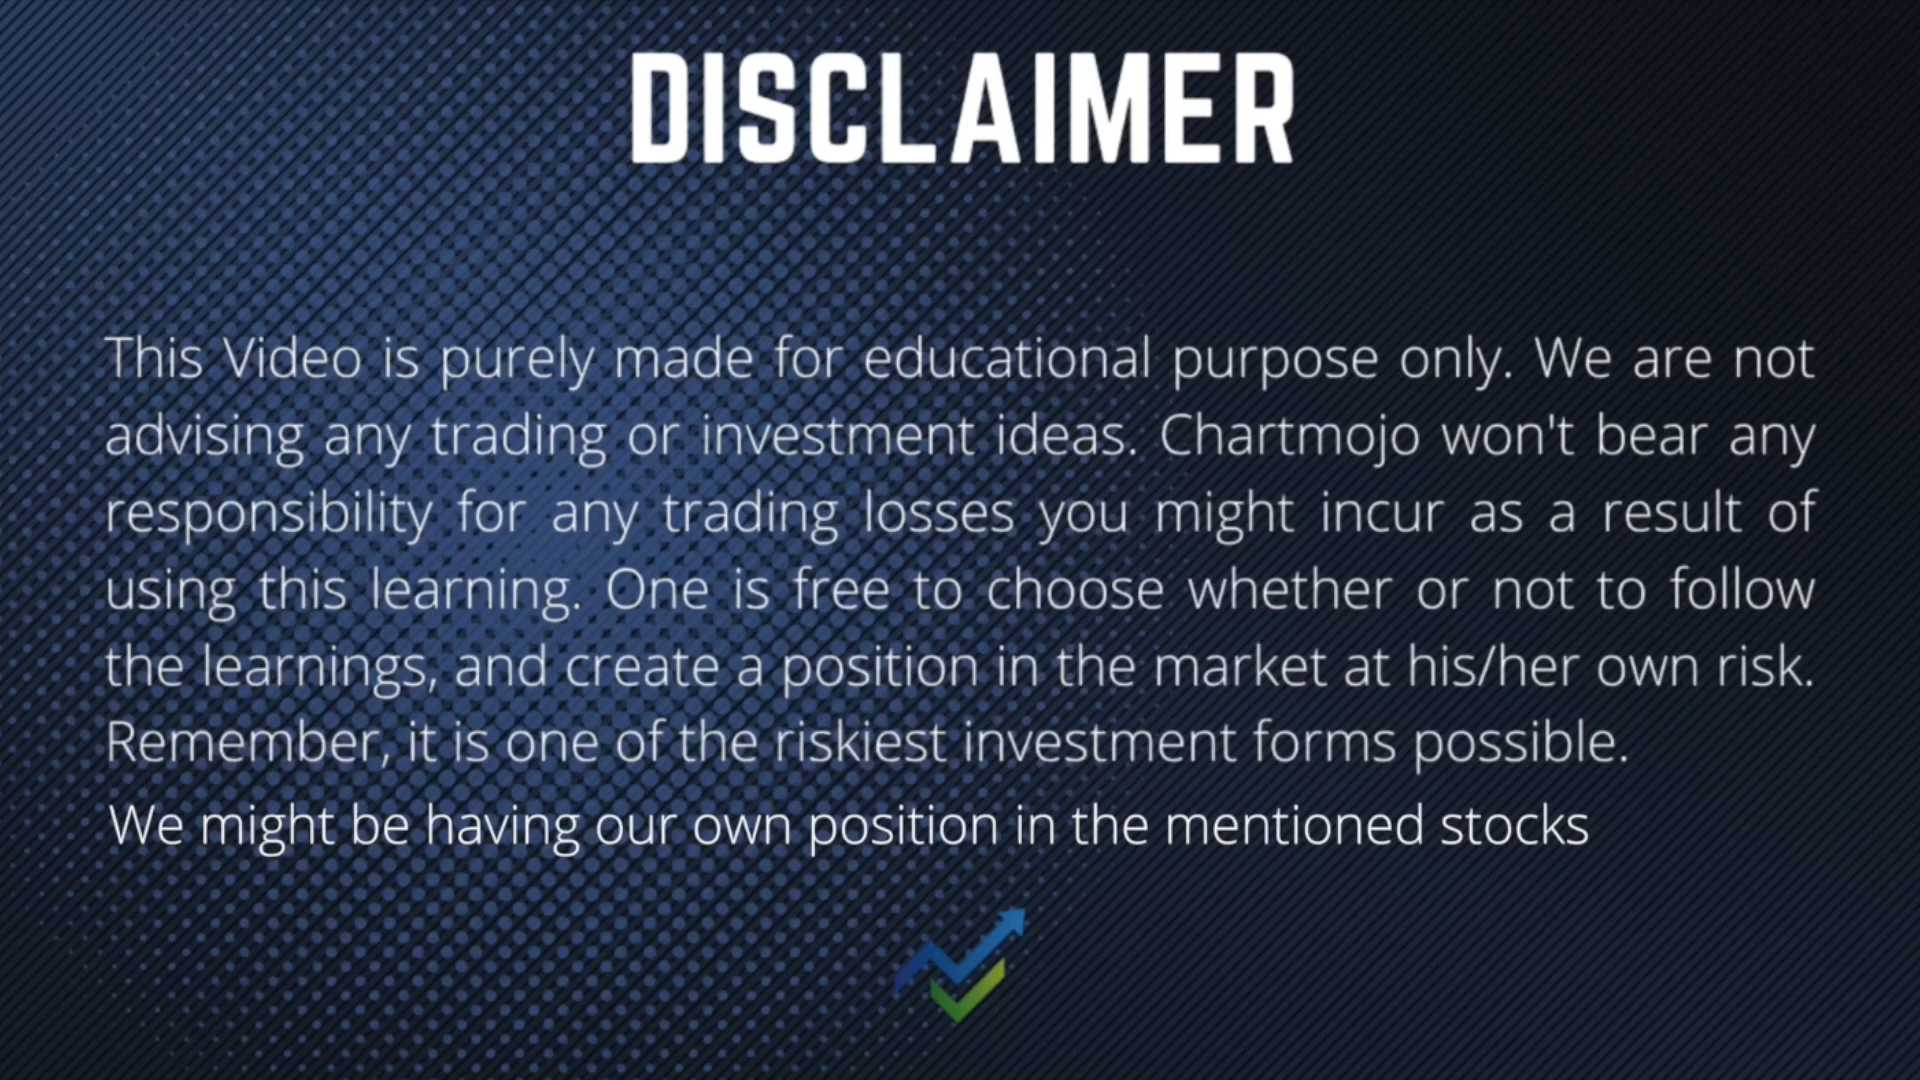 DISCLAIMER
This Video is purely made for educational purpose only. We are not
advising any trading or investment ideas. Chartmojo won't bear any
responsibility for any trading losses you might incur as a result of
using this learning. One is free to choose whether or not to follow
the learnings, and create a position in the market at his/her own risk.
Remember, it is one of the riskiest investment forms possible.
We might be having our own position in the mentioned stocks